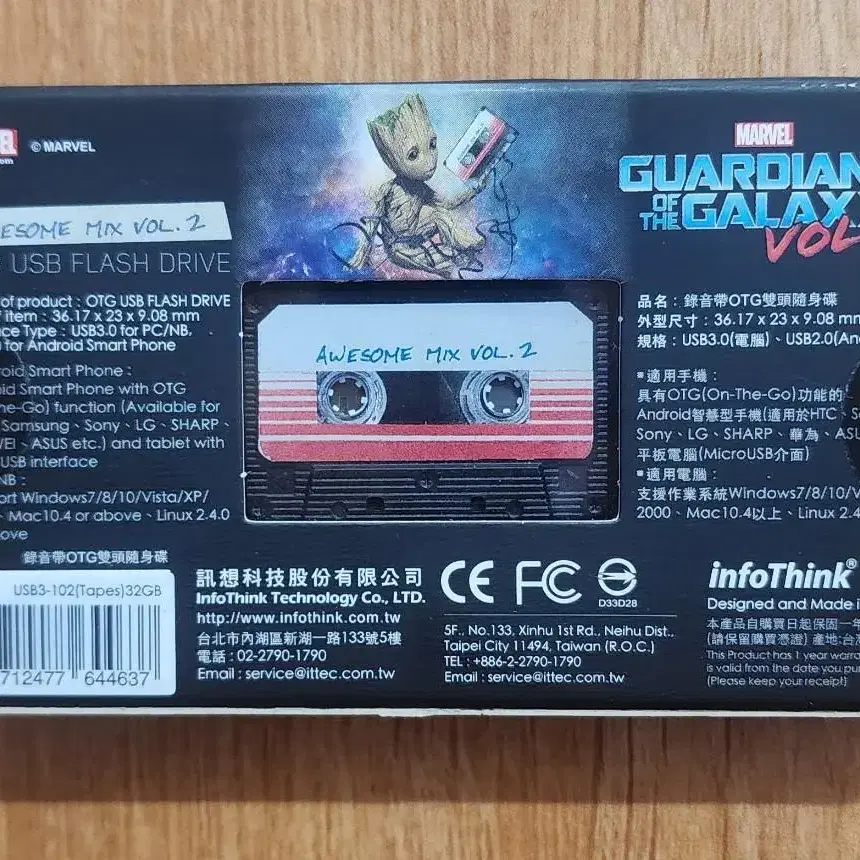 © MARVEL
MARVEL
GUARDIAN
OF THE GALAX
VOL
ESOME MIX VOL. 2
USB FLASH DRIVE
of product : OTG USB FLASH DRIVE
item : 36.17 x 23 x 9.08 mm
ce Type : USB3.0 for PC/NB.
for Android Smart Phone
oid Smart Phone :
id Smart Phone with OTG
he-Go) function (Available for
Samsung、Sony、LG、SHARP、
EI、ASUS etc.) and tablet with
USB interface
NB :
ort Windows7/8/10/Vista/XP/
、Mac10.4 or above、Linux 2.4.0
ove
AWESOME MIX VOL. 2
品名：錄音帶OTG雙頭隨身碟
外型尺寸：36.17 x 23 x 9.08 mm
規格：USB3.0(電腦)、USB2.0(An
*適用手機：
具有OTG(On-The-Go)功能的
Android智慧型手機(適用於HTC、S
Sony、LG、SHARP、華為、ASU
平板電腦(MicroUSB介面)
*適用電腦：
支援作業系統Windows7/8/10/V
2000、Mac10.4以上、Linux 2.4
錄音帶OTG雙頭隨身碟
USB3-102(Tapes)32GB
712477 644637
訊想科技股份有限公司
InfoThink Technology Co., LTD.
http://www.infothink.com.tw
台北市內湖區新湖一路133號5樓
電話 : 02-2790-1790
Email : service@ittec.com.tw
CE FC
D33D28
5F., No.133, Xinhu 1st Rd., Neihu Dist.,
Taipei City 11494, Taiwan (R.O.C.)
TEL : +886-2-2790-1790
Email : service@ittec.com.tw
infoThink®
Designed and Made i
本產品自購買日起保固一年
(請保留購買憑證) 產地:台
This Product has 1 year warra
is valid from the date you pur
(Please keep your receipt)